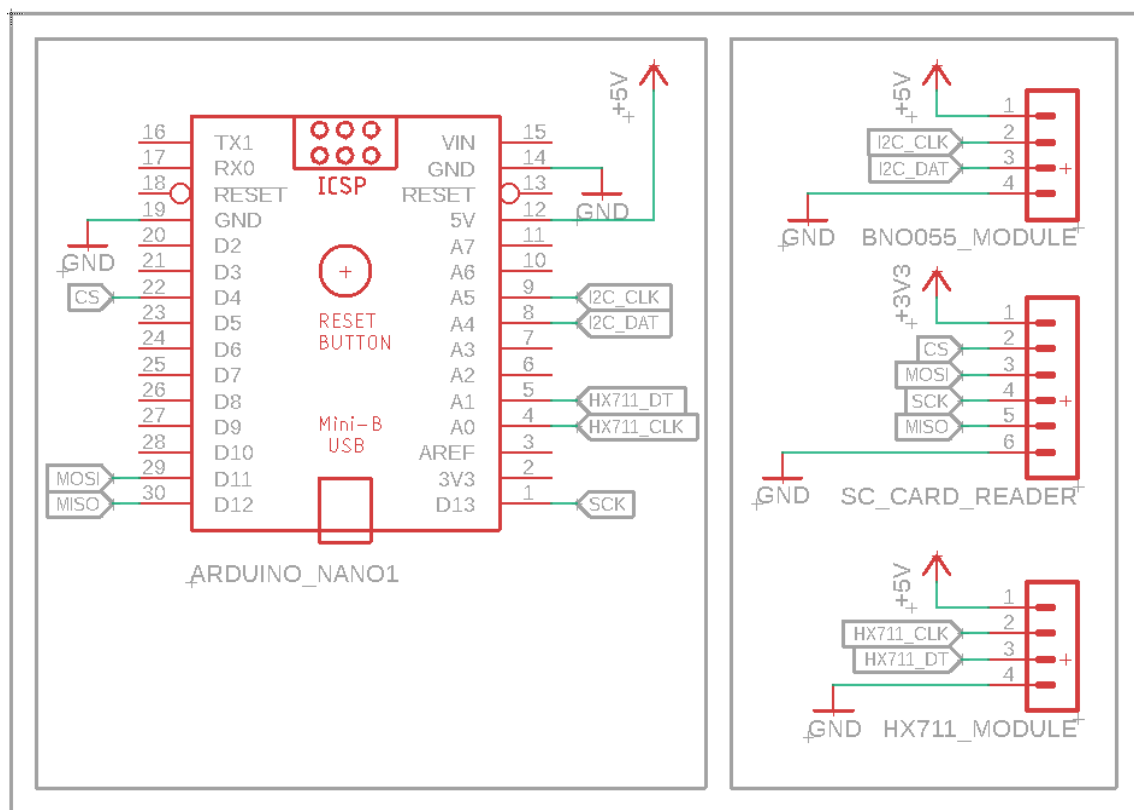 +5V
16 TX1 VIN 15
17 RX0 GND 14
ICSP
18 RESET RESET 13
GND
19 GND 5V 12
GND
20 D2 A7 11
21 D3 A6 10
CS 22 D4 A5 9 I2C_CLK
23 D5 A4 8 I2C_DAT
RESET
BUTTON
24 D6 A3 7
25 D7 A2 6
26 D8 A1 5 HX711_DT
27 D9 A0 4 HX711_CLK
Mini-B
USB
28 D10 AREF 3
MOSI 29 D11 3V3 2
MISO 30 D12 D13 1 SCK
ARDUINO_NANO1
+5V
1
I2C_CLK 2
I2C_DAT 3
4
GND
BNO055_MODULE
+3V3
1
CS 2
MOSI 3
SCK 4
MISO 5
6
GND
SC_CARD_READER
+5V
1
HX711_CLK 2
HX711_DT 3
4
GND
HX711_MODULE